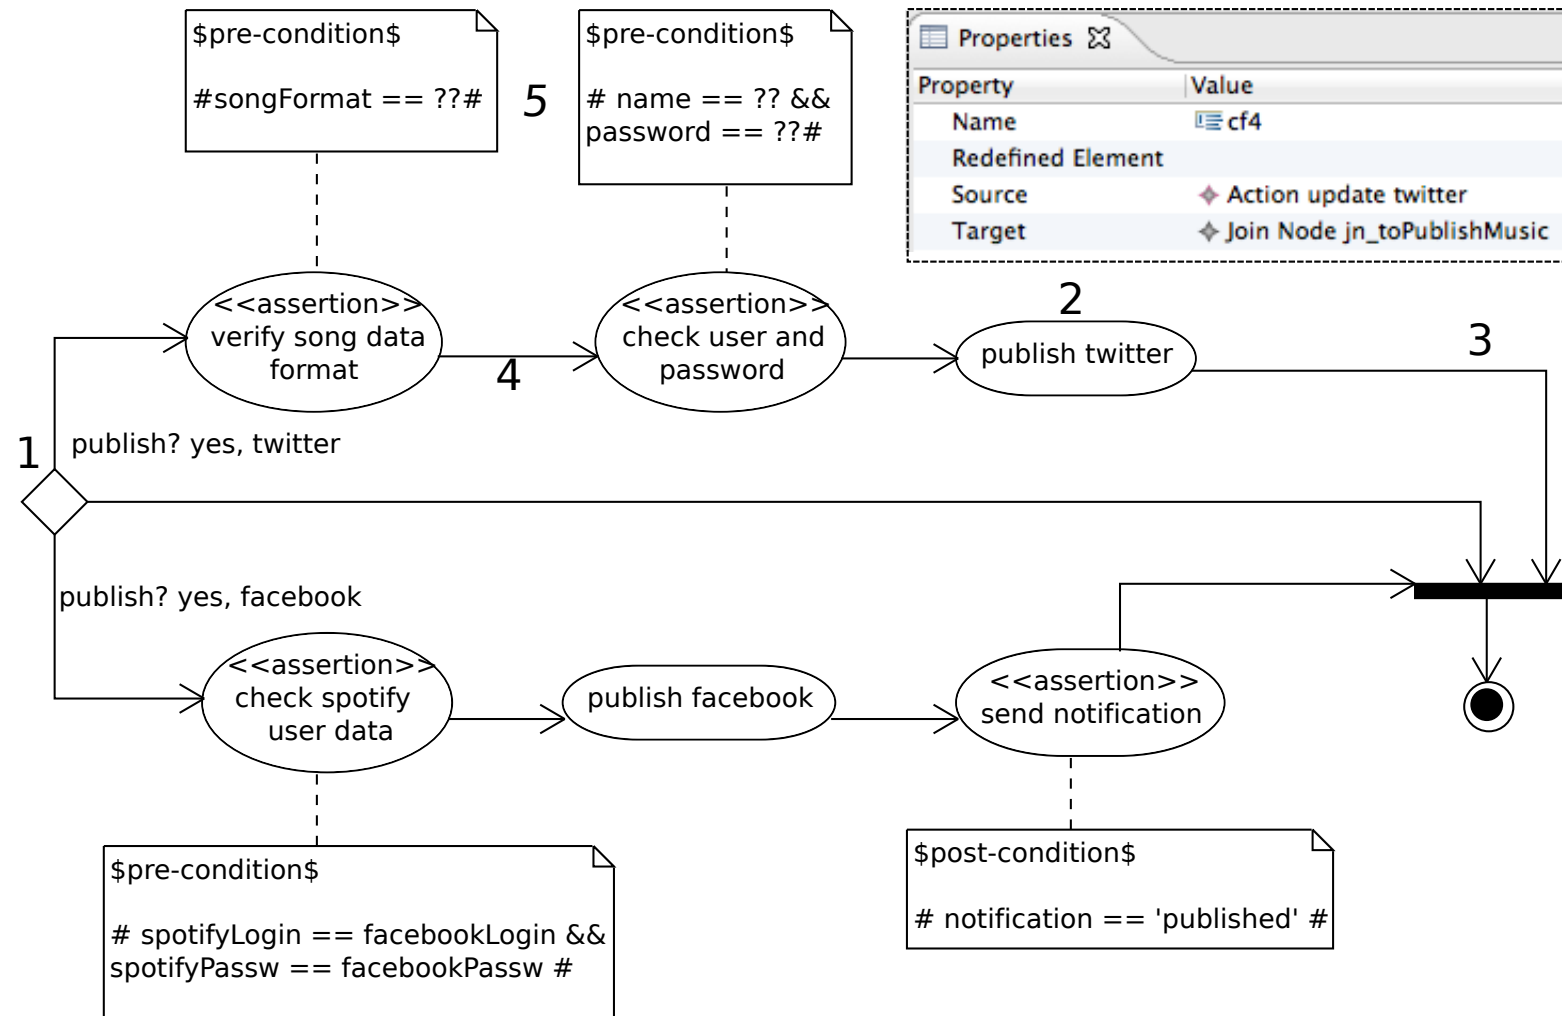 $pre-condition$
#songFormat == ??#
5
$pre-condition$
# name == ?? &&
password == ??#
Properties
Property Value
Name cf4
Redefined Element
Source Action update twitter
Target Join Node jn_toPublishMusic
<<assertion>>
verify song data
format
4
<<assertion>>
check user and
password
2
publish twitter
3
1
publish? yes, twitter
publish? yes, facebook
<<assertion>>
check spotify
user data
publish facebook
<<assertion>>
send notification
$pre-condition$
# spotifyLogin == facebookLogin &&
spotifyPassw == facebookPassw #
$post-condition$
# notification == 'published' #